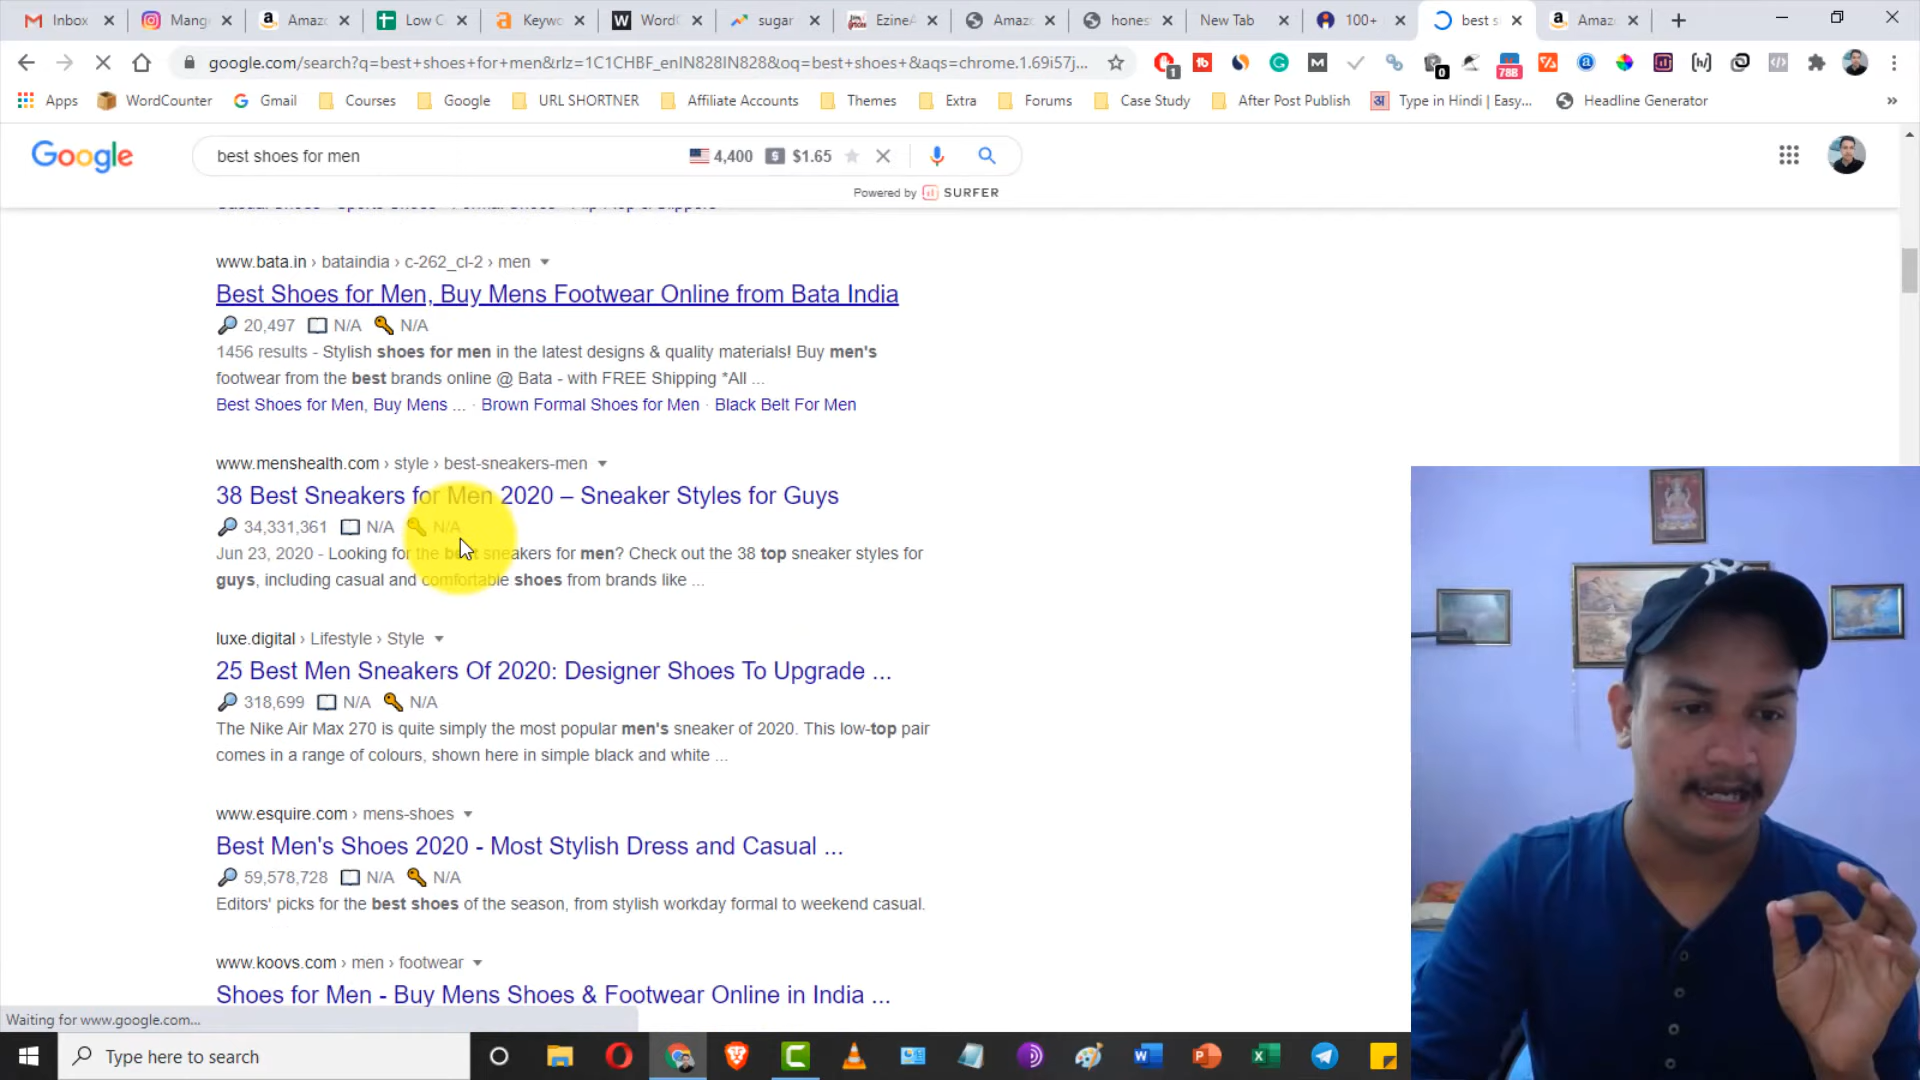 Inbox
Mang
Amaz
Low C
Keywo
WordC
sugar
EzineA
Amaz
hones
New Tab
100+
best s
Amaz
google.com/search?q=best+shoes+for+men&rlz=1C1CHBF_enIN828IN828&oq=best+shoes+&aqs=chrome.1.69i57j...
1
0
788
Apps
WordCounter
Gmail
Courses
Google
URL SHORTNER
Affiliate Accounts
Themes
Extra
Forums
Case Study
After Post Publish
Type in Hindi | Easy...
Headline Generator
»
Google
best shoes for men
4,400
$1.65
Powered by SURFER
www.bata.in › bataindia › c-262_cl-2 › men
Best Shoes for Men, Buy Mens Footwear Online from Bata India
20,497 N/A N/A
1456 results - Stylish shoes for men in the latest designs & quality materials! Buy men's
footwear from the best brands online @ Bata - with FREE Shipping *All ...
Best Shoes for Men, Buy Mens ... · Brown Formal Shoes for Men · Black Belt For Men
www.menshealth.com › style › best-sneakers-men
38 Best Sneakers for Men 2020 – Sneaker Styles for Guys
34,331,361 N/A N/A
Jun 23, 2020 - Looking for the best sneakers for men? Check out the 38 top sneaker styles for
guys, including casual and comfortable shoes from brands like ...
luxe.digital › Lifestyle › Style
25 Best Men Sneakers Of 2020: Designer Shoes To Upgrade ...
318,699 N/A N/A
The Nike Air Max 270 is quite simply the most popular men's sneaker of 2020. This low-top pair
comes in a range of colours, shown here in simple black and white ...
www.esquire.com › mens-shoes
Best Men's Shoes 2020 - Most Stylish Dress and Casual ...
59,578,728 N/A N/A
Editors' picks for the best shoes of the season, from stylish workday formal to weekend casual.
www.koovs.com › men › footwear
Shoes for Men - Buy Mens Shoes & Footwear Online in India ...
Waiting for www.google.com...
Type here to search